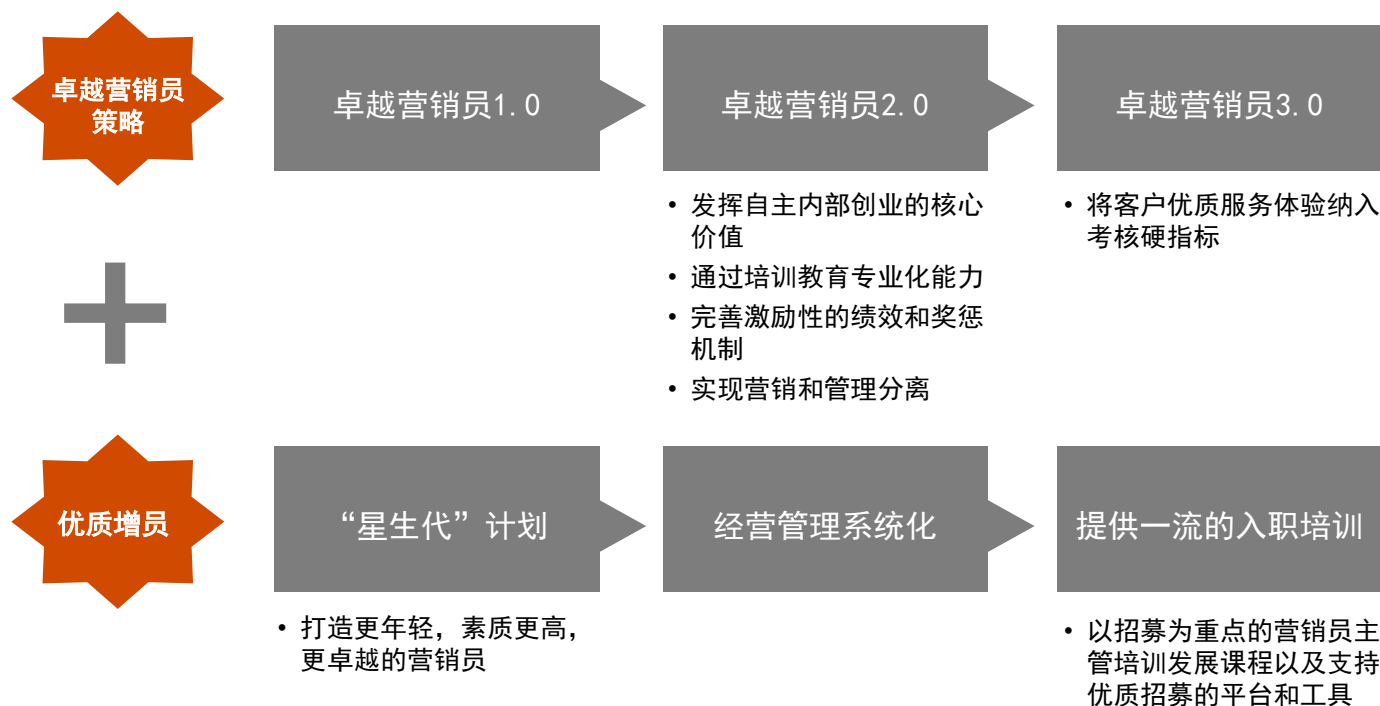 卓越营销员
策略
卓越营销员1.0
卓越营销员2.0
卓越营销员3.0
• 发挥自主内部创业的核心
价值
• 通过培训教育专业化能力
• 完善激励性的绩效和奖惩
机制
• 实现营销和管理分离
• 将客户优质服务体验纳入
考核硬指标
优质增员
“星生代”计划
经营管理系统化
提供一流的入职培训
• 打造更年轻，素质更高，
更卓越的营销员
• 以招募为重点的营销员主
管培训发展课程以及支持
优质招募的平台和工具